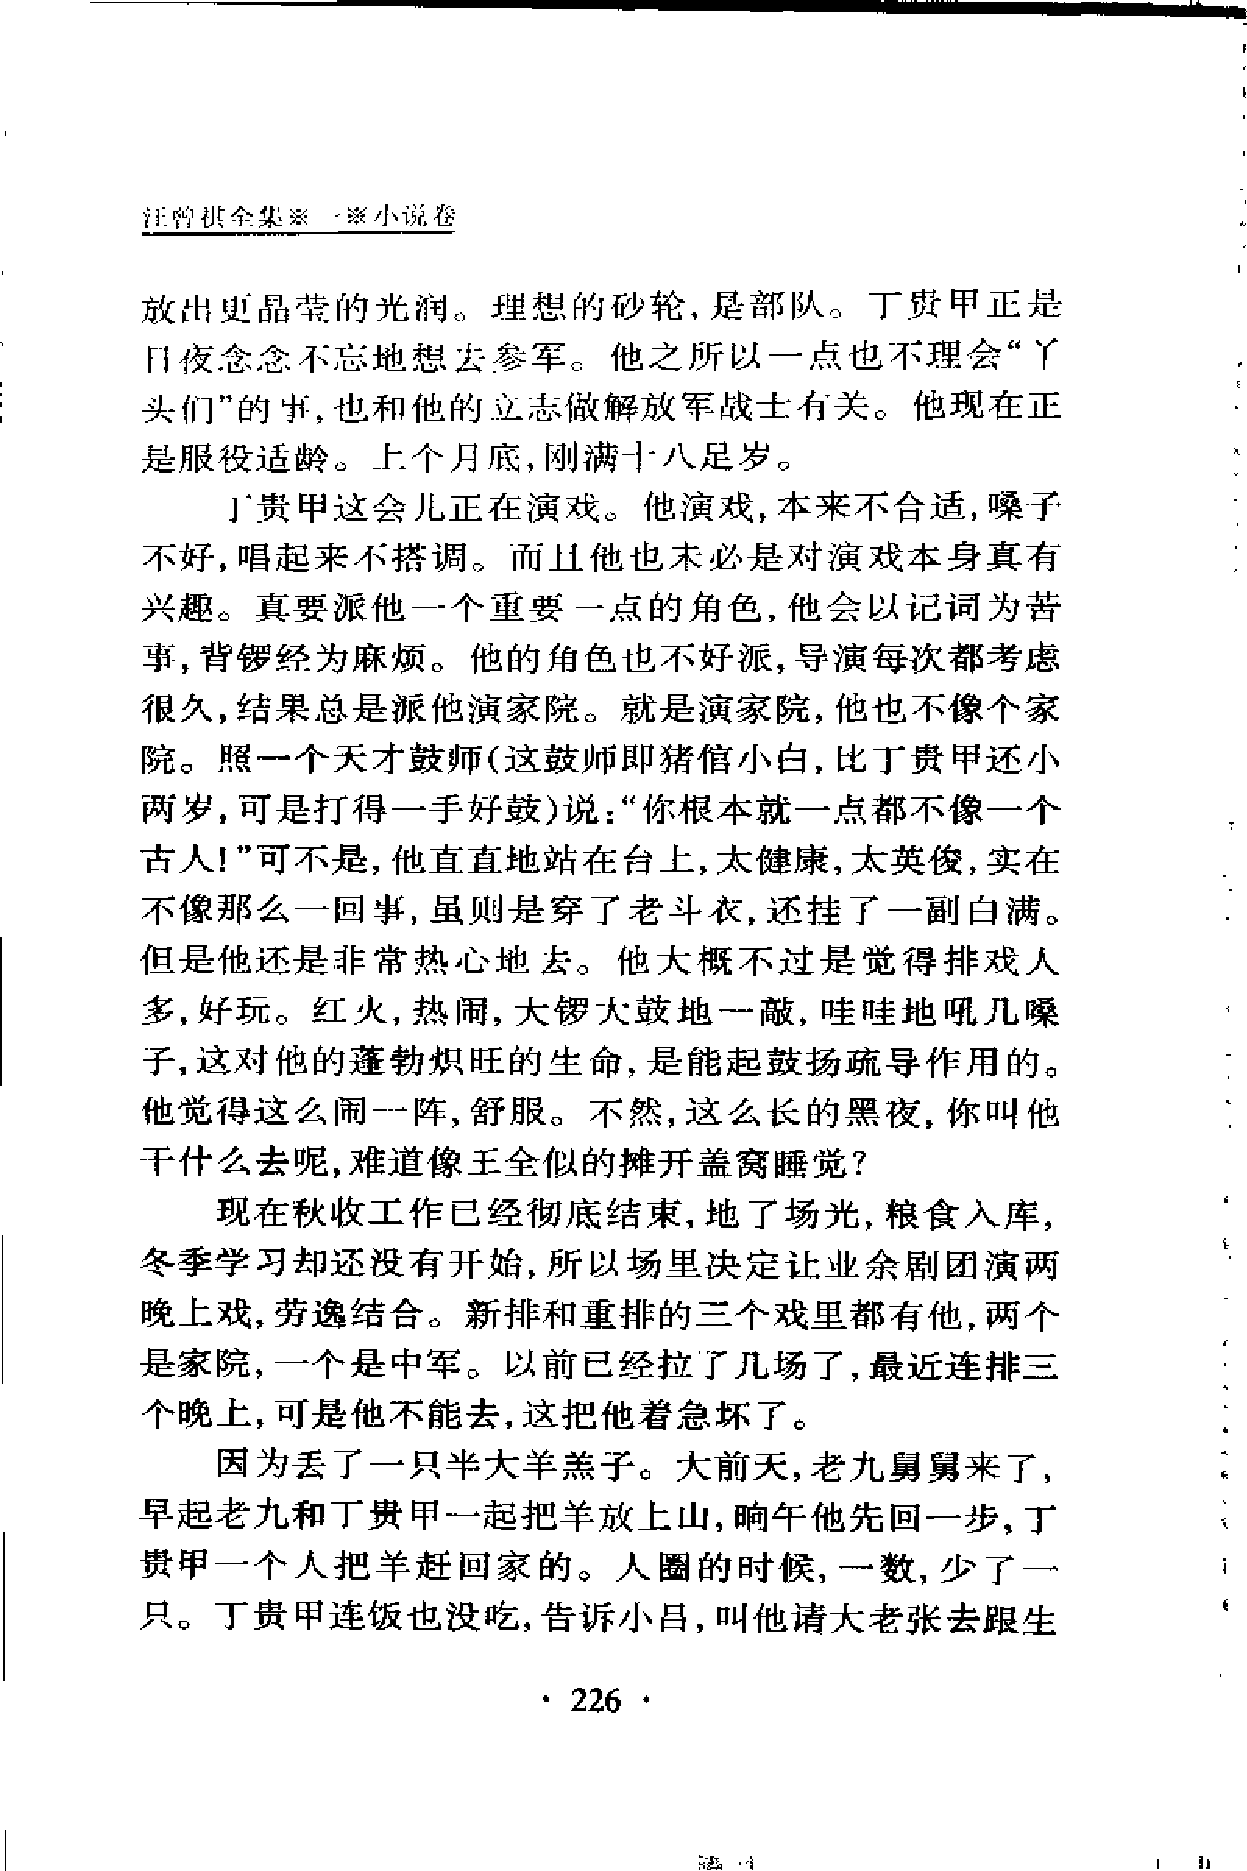 汪曾祺全集※一※小说卷
放出更晶莹的光润。理想的砂轮,是部队。丁贵甲正是
日夜念念不忘地想去参军。他之所以一点也不理会“丫
头们”的事,也和他的立志做解放军战士有关。他现在正
是服役适龄。上个月底,刚满十八足岁。
丁贵甲这会儿正在演戏。他演戏,本来不合适,嗓子
不好,唱起来不搭调。而且他也未必是对演戏本身真有
兴趣。真要派他一个重要一点的角色,他会以记词为苦
事,背锣经为麻烦。他的角色也不好派,导演每次都考虑
很久,结果总是派他演家院。就是演家院,他也不像个家
院。照一个天才鼓师(这鼓师即猪倌小白,比丁贵甲还小
两岁,可是打得一手好鼓)说:“你根本就一点都不像一个
古人!”可不是,他直直地站在台上,太健康,太英俊,实在
不像那么一回事,虽则是穿了老斗衣,还挂了一副白满。
但是他还是非常热心地去。他大概不过是觉得排戏人
多,好玩。红火,热闹,大锣大鼓地一敲,哇哇地吼几嗓
子,这对他的蓬勃炽旺的生命,是能起鼓扬疏导作用的。
他觉得这么闹一阵,舒服。不然,这么长的黑夜,你叫他
干什么去呢,难道像王全似的摊开盖窝睡觉?
现在秋收工作已经彻底结束,地了场光,粮食入库,
冬季学习却还没有开始,所以场里决定让业余剧团演两
晚上戏,劳逸结合。新排和重排的三个戏里都有他,两个
是家院,一个是中军。以前已经拉了几场了,最近连排三
个晚上,可是他不能去,这把他着急坏了。
因为丢了一只半大羊羔子。大前天,老九舅舅来了,
早起老九和丁贵甲一起把羊放上山,晌午他先回一步,丁
贵甲一个人把羊赶回家的。入圈的时候,一数,少了一
只。丁贵甲连饭也没吃,告诉小吕,叫他请大老张去跟生
· 226 ·